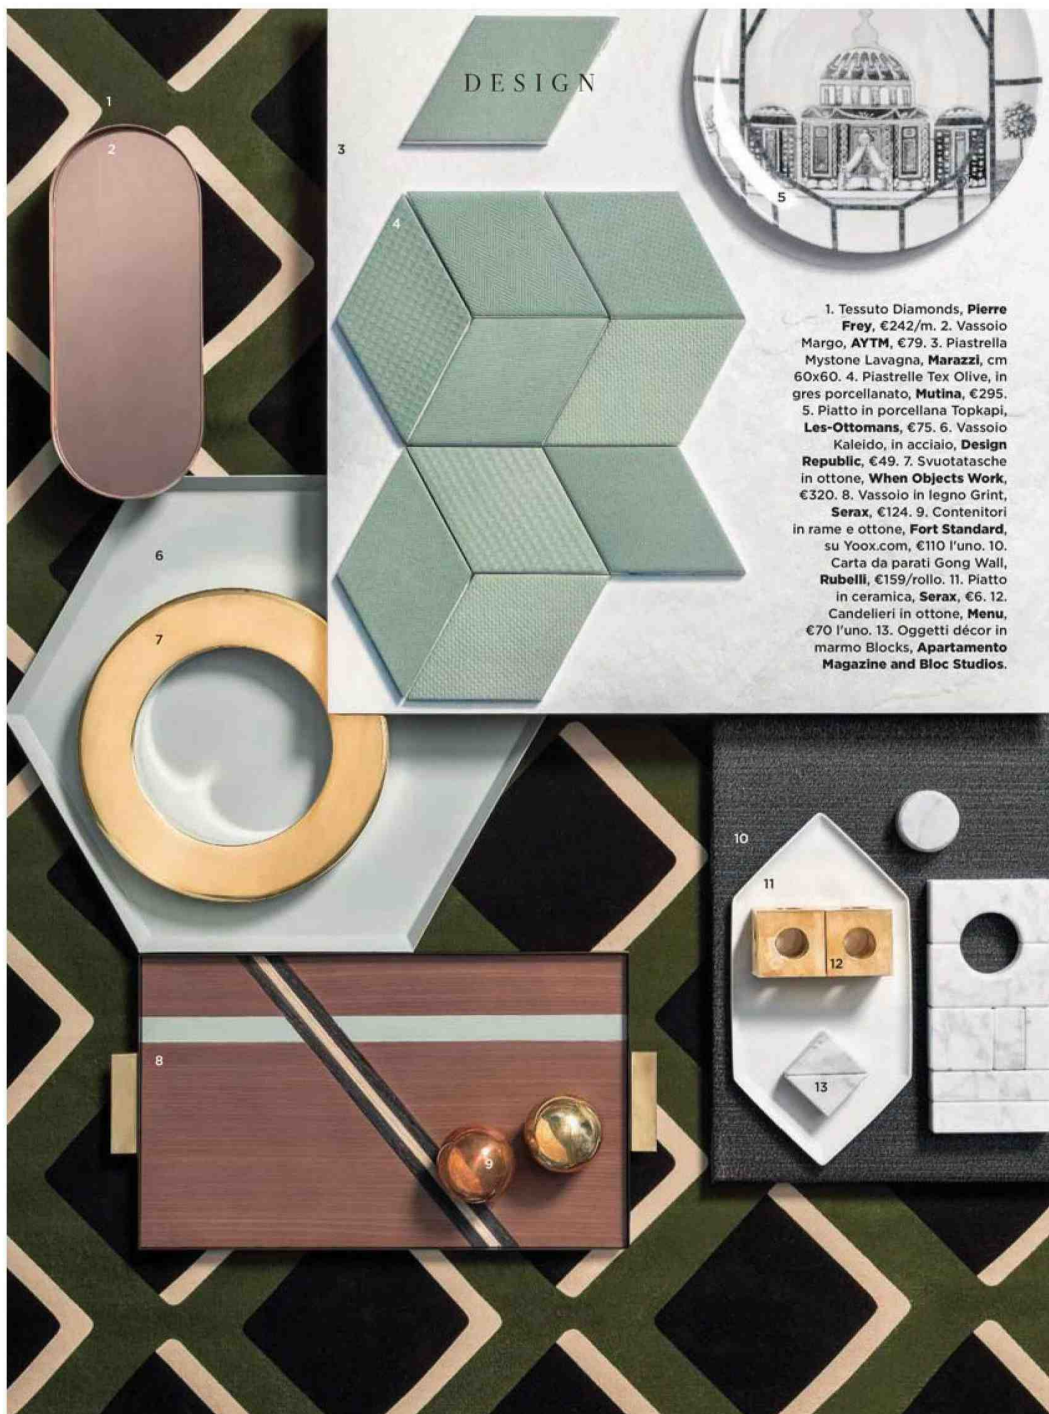 DESIGN
1
2
3
4
5
1. Tessuto Diamonds, Pierre
Frey, €242/m. 2. Vassoio
Margo, AYTM, €79. 3. Piastrella
Mystone Lavagna, Marazzi, cm
60x60. 4. Piastrelle Tex Olive, in
gres porcellanato, Mutina, €295.
5. Piatto in porcellana Topkapi,
Les-Ottomans, €75. 6. Vassoio
Kaleido, in acciaio, Design
Republic, €49. 7. Svuotatasche
in ottone, When Objects Work,
€320. 8. Vassoio in legno Grint,
Serax, €124. 9. Contenitori
in rame e ottone, Fort Standard,
su Yoox.com, €110 l'uno. 10.
Carta da parati Gong Wall,
Rubelli, €159/rollo. 11. Piatto
in ceramica, Serax, €6. 12.
Candelieri in ottone, Menu,
€70 l'uno. 13. Oggetti décor in
marmo Blocks, Apartamento
Magazine and Bloc Studios.
6
7
8
9
10
11
12
13